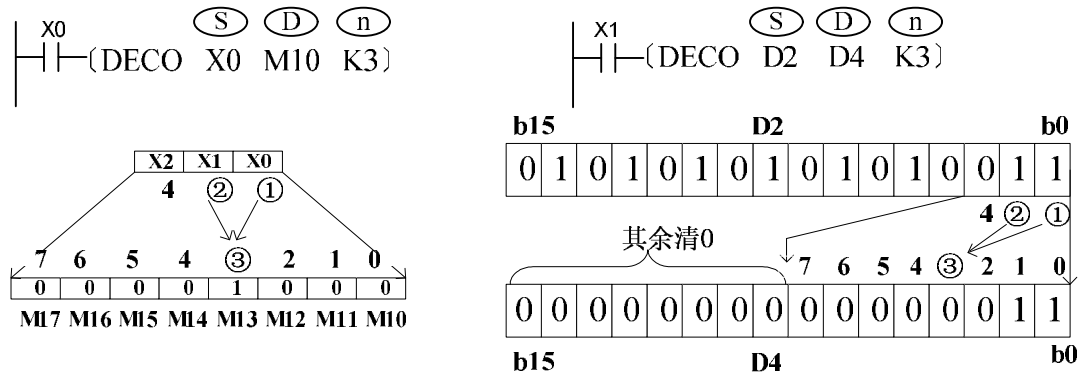 S D n
X0
〔DECO X0 M10 K3〕
X2 X1 X0
4 ② ①
7 6 5 4 ③ 2 1 0
0 0 0 0 1 0 0 0
M17 M16 M15 M14 M13 M12 M11 M10
S D n
X1
〔DECO D2 D4 K3〕
b15 D2 b0
0 1 0 1 0 1 0 1 0 1 0 1 0 0 1 1
4 ② ①
其余清0
7 6 5 4 ③ 2 1 0
0 0 0 0 0 0 0 0 0 0 0 0 0 0 1 1
b15 D4 b0